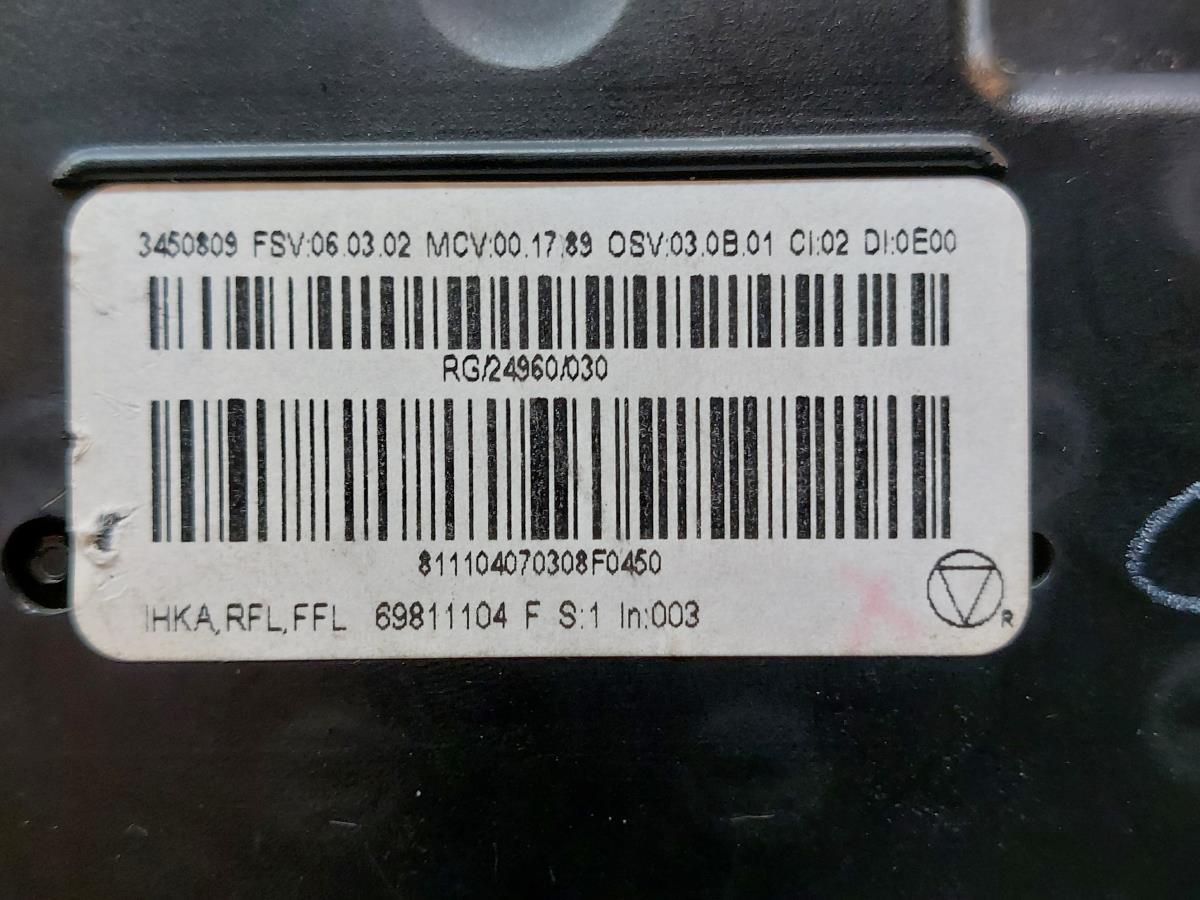 3450809 FSV:06.03.02 MCV:00.17.89 OSV:03.0B.01 CI:02 DI:0E00
RG/24960/030
811104070308F0450
IHKA,RFL,FFL 69811104 F S:1 In:003
R